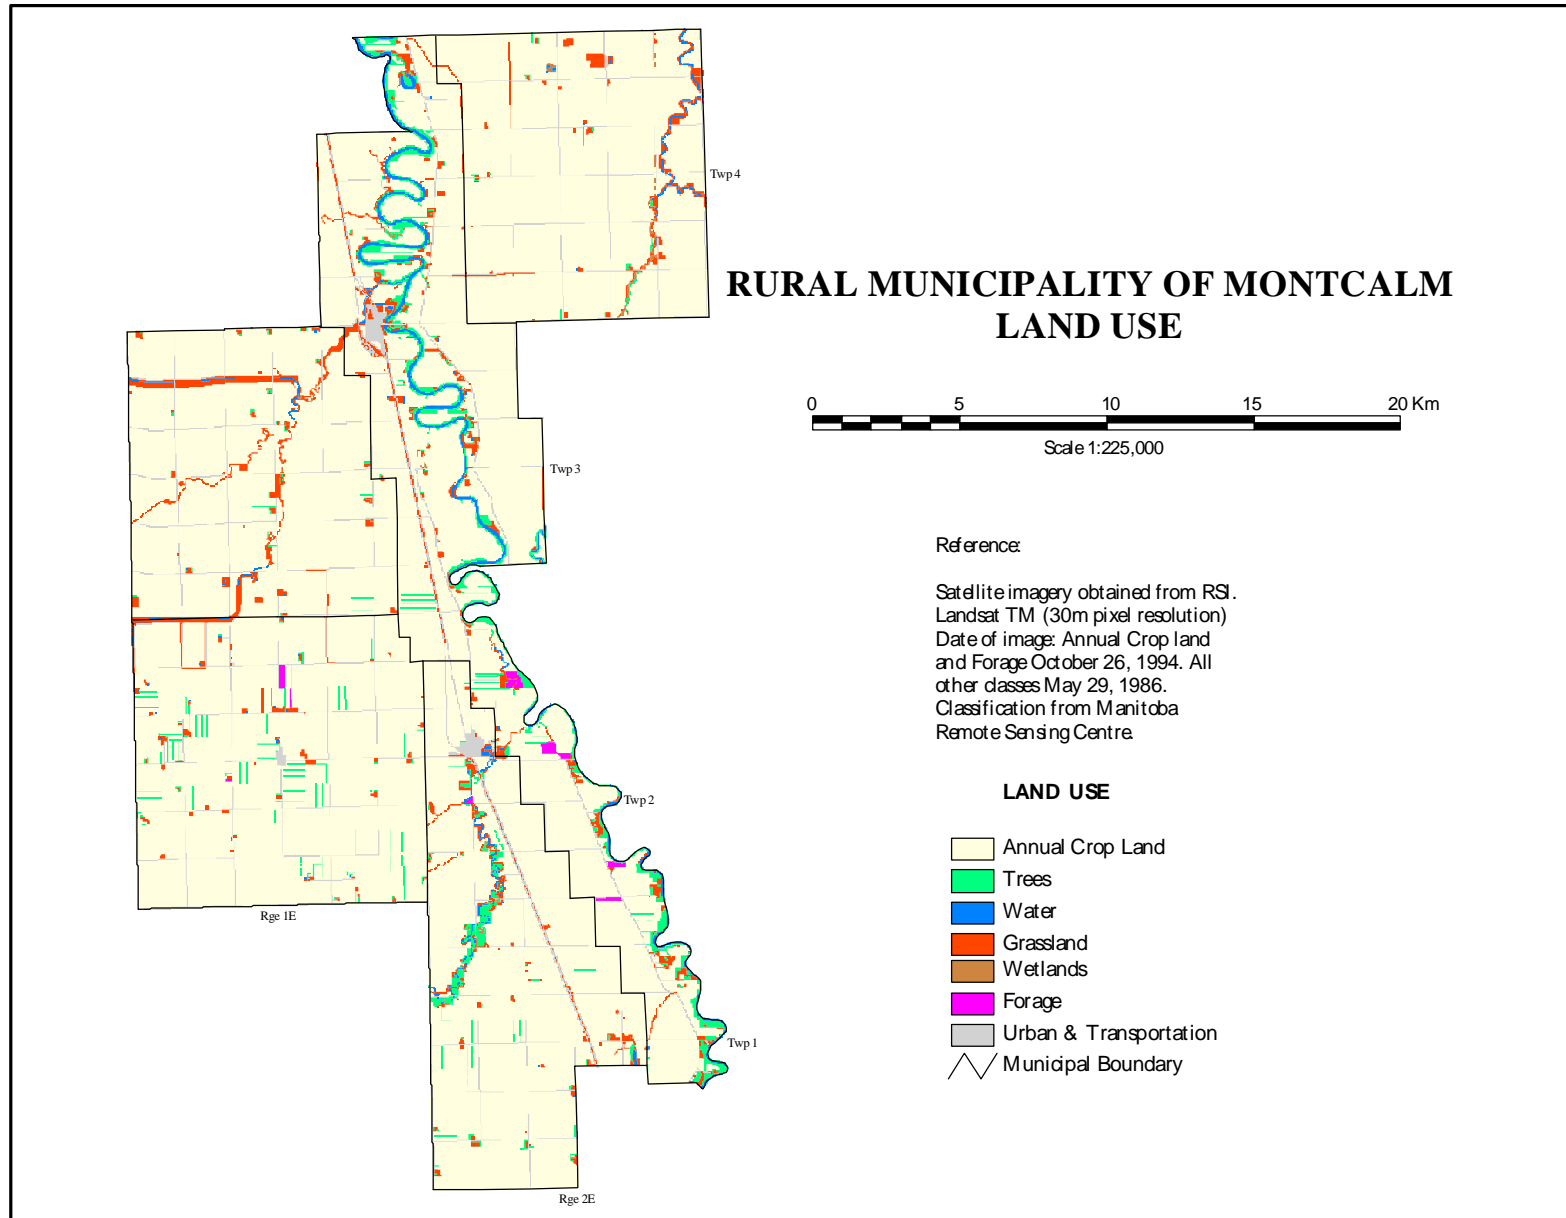 RURAL MUNICIPALITY OF MONTCALM
LAND USE
0 5 10 15 20 Km
Scale 1:225,000
Twp 4
Twp 3
Twp 2
Twp 1
Rge 1E
Rge 2E
Reference:
Satellite imagery obtained from RSI.
Landsat TM (30m pixel resolution)
Date of image: Annual Crop land
and Forage October 26, 1994. All
other classes May 29, 1986.
Classification from Manitoba
Remote Sensing Centre.
LAND USE
Annual Crop Land
Trees
Water
Grassland
Wetlands
Forage
Urban & Transportation
Municipal Boundary